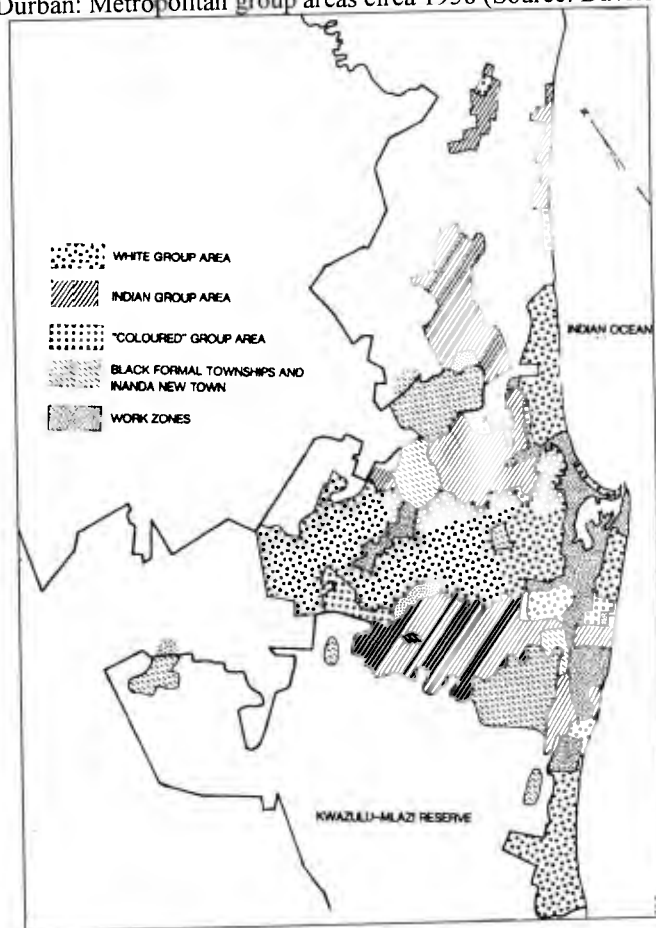 Durban: Metropolitan group areas circa 1950 (Source:
WHITE GROUP AREA
INDIAN GROUP AREA
"COLOURED" GROUP AREA
BLACK FORMAL TOWNSHIPS AND
INANDA NEW TOWN
WORK ZONES
INDIAN OCEAN
KWAZULU-MLAZI RESERVE